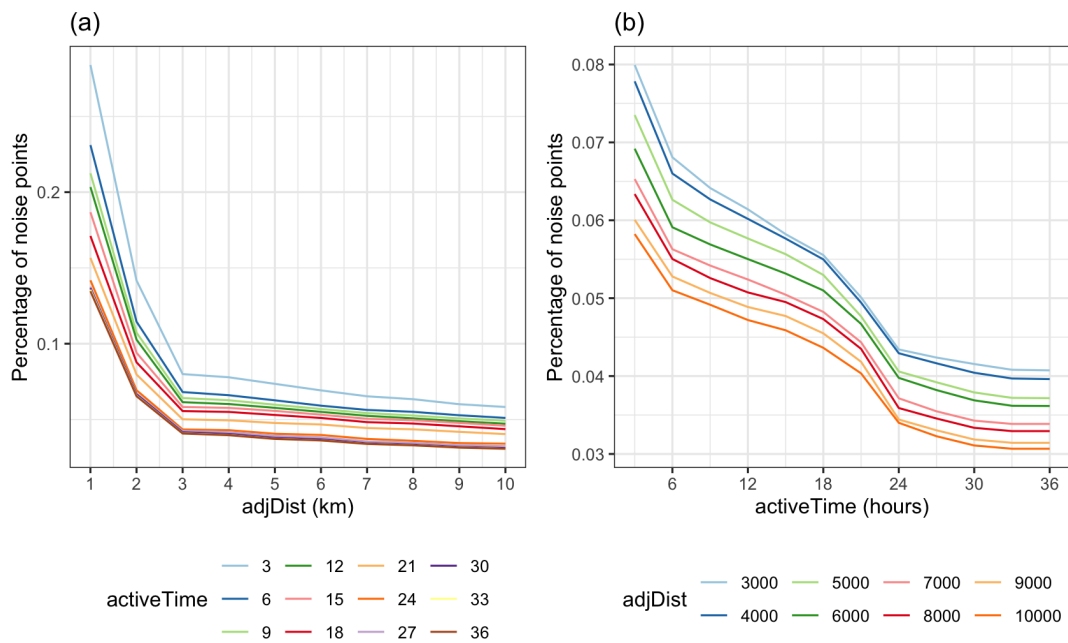 (a)
(b)
Percentage of noise points
0.2
0.1
1 2 3 4 5 6 7 8 9 10
adjDist (km)
Percentage of noise points
0.08
0.07
0.06
0.05
0.04
0.03
6 12 18 24 30 36
activeTime (hours)
activeTime
3 12 21 30
6 15 24 33
9 18 27 36
adjDist
3000 5000 7000 9000
4000 6000 8000 10000